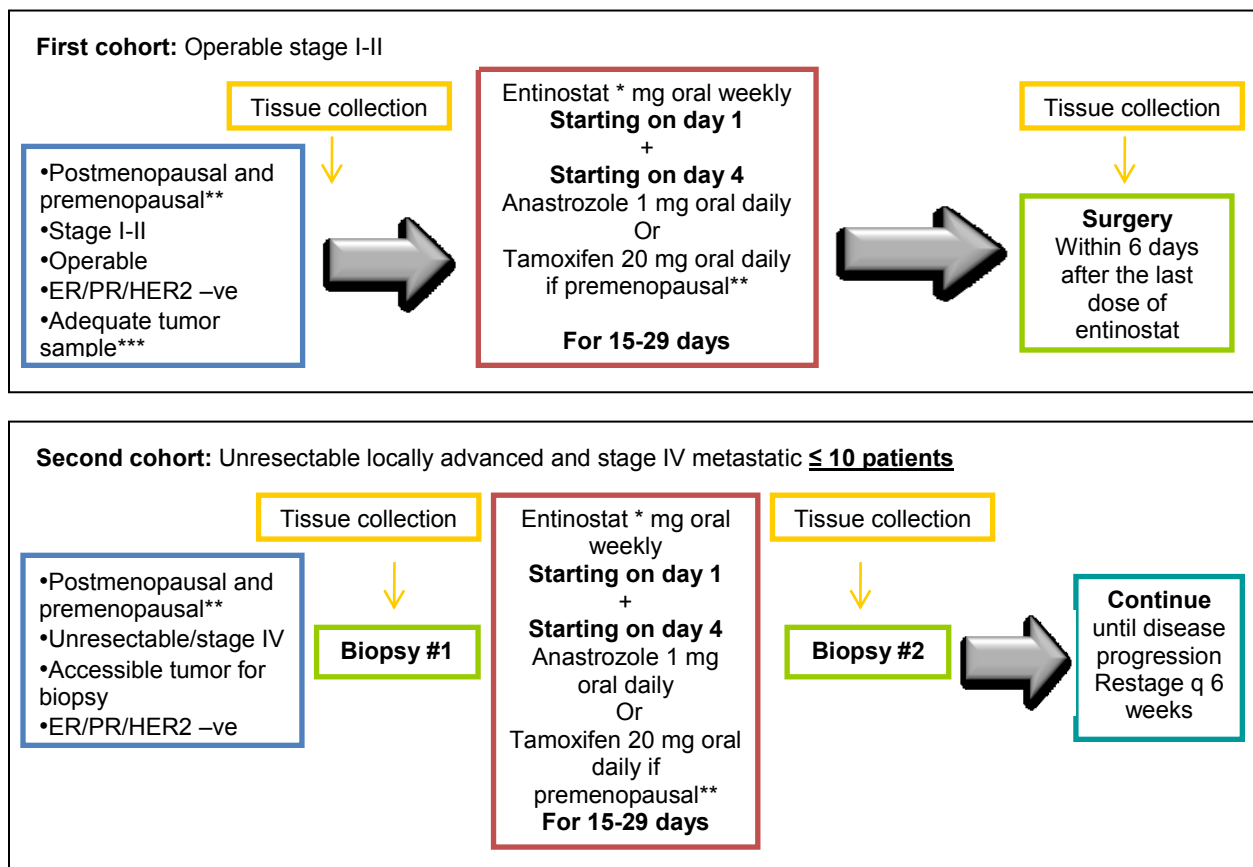 First cohort: Operable stage I-II
Tissue collection
•Postmenopausal and
premenopausal**
•Stage I-II
•Operable
•ER/PR/HER2 –ve
•Adequate tumor
sample***
Entinostat * mg oral weekly
Starting on day 1
+
Starting on day 4
Anastrozole 1 mg oral daily
Or
Tamoxifen 20 mg oral daily
if premenopausal**
For 15-29 days
Tissue collection
Surgery
Within 6 days
after the last
dose of
entinostat
Second cohort: Unresectable locally advanced and stage IV metastatic ≤ 10 patients
•Postmenopausal and
premenopausal**
•Unresectable/stage IV
•Accessible tumor for
biopsy
•ER/PR/HER2 –ve
Tissue collection
Biopsy #1
Entinostat * mg oral
weekly
Starting on day 1
+
Starting on day 4
Anastrozole 1 mg
oral daily
Or
Tamoxifen 20 mg oral
daily if
premenopausal**
For 15-29 days
Tissue collection
Biopsy #2
Continue
until disease
progression
Restage q 6
weeks